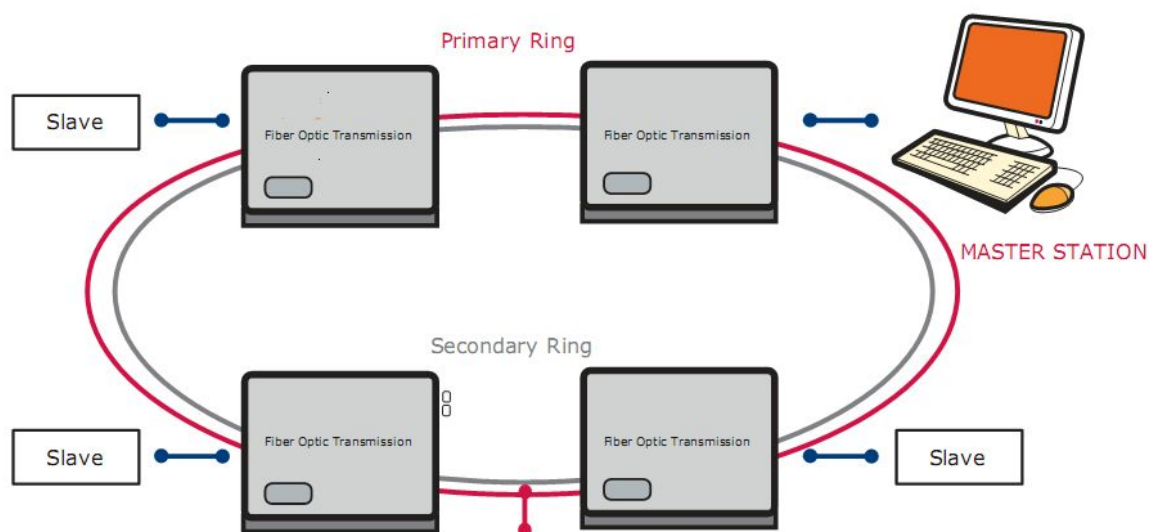 Primary Ring
Slave
Fiber Optic Transmission
Fiber Optic Transmission
MASTER STATION
Secondary Ring
Slave
Fiber Optic Transmission
Fiber Optic Transmission
Slave